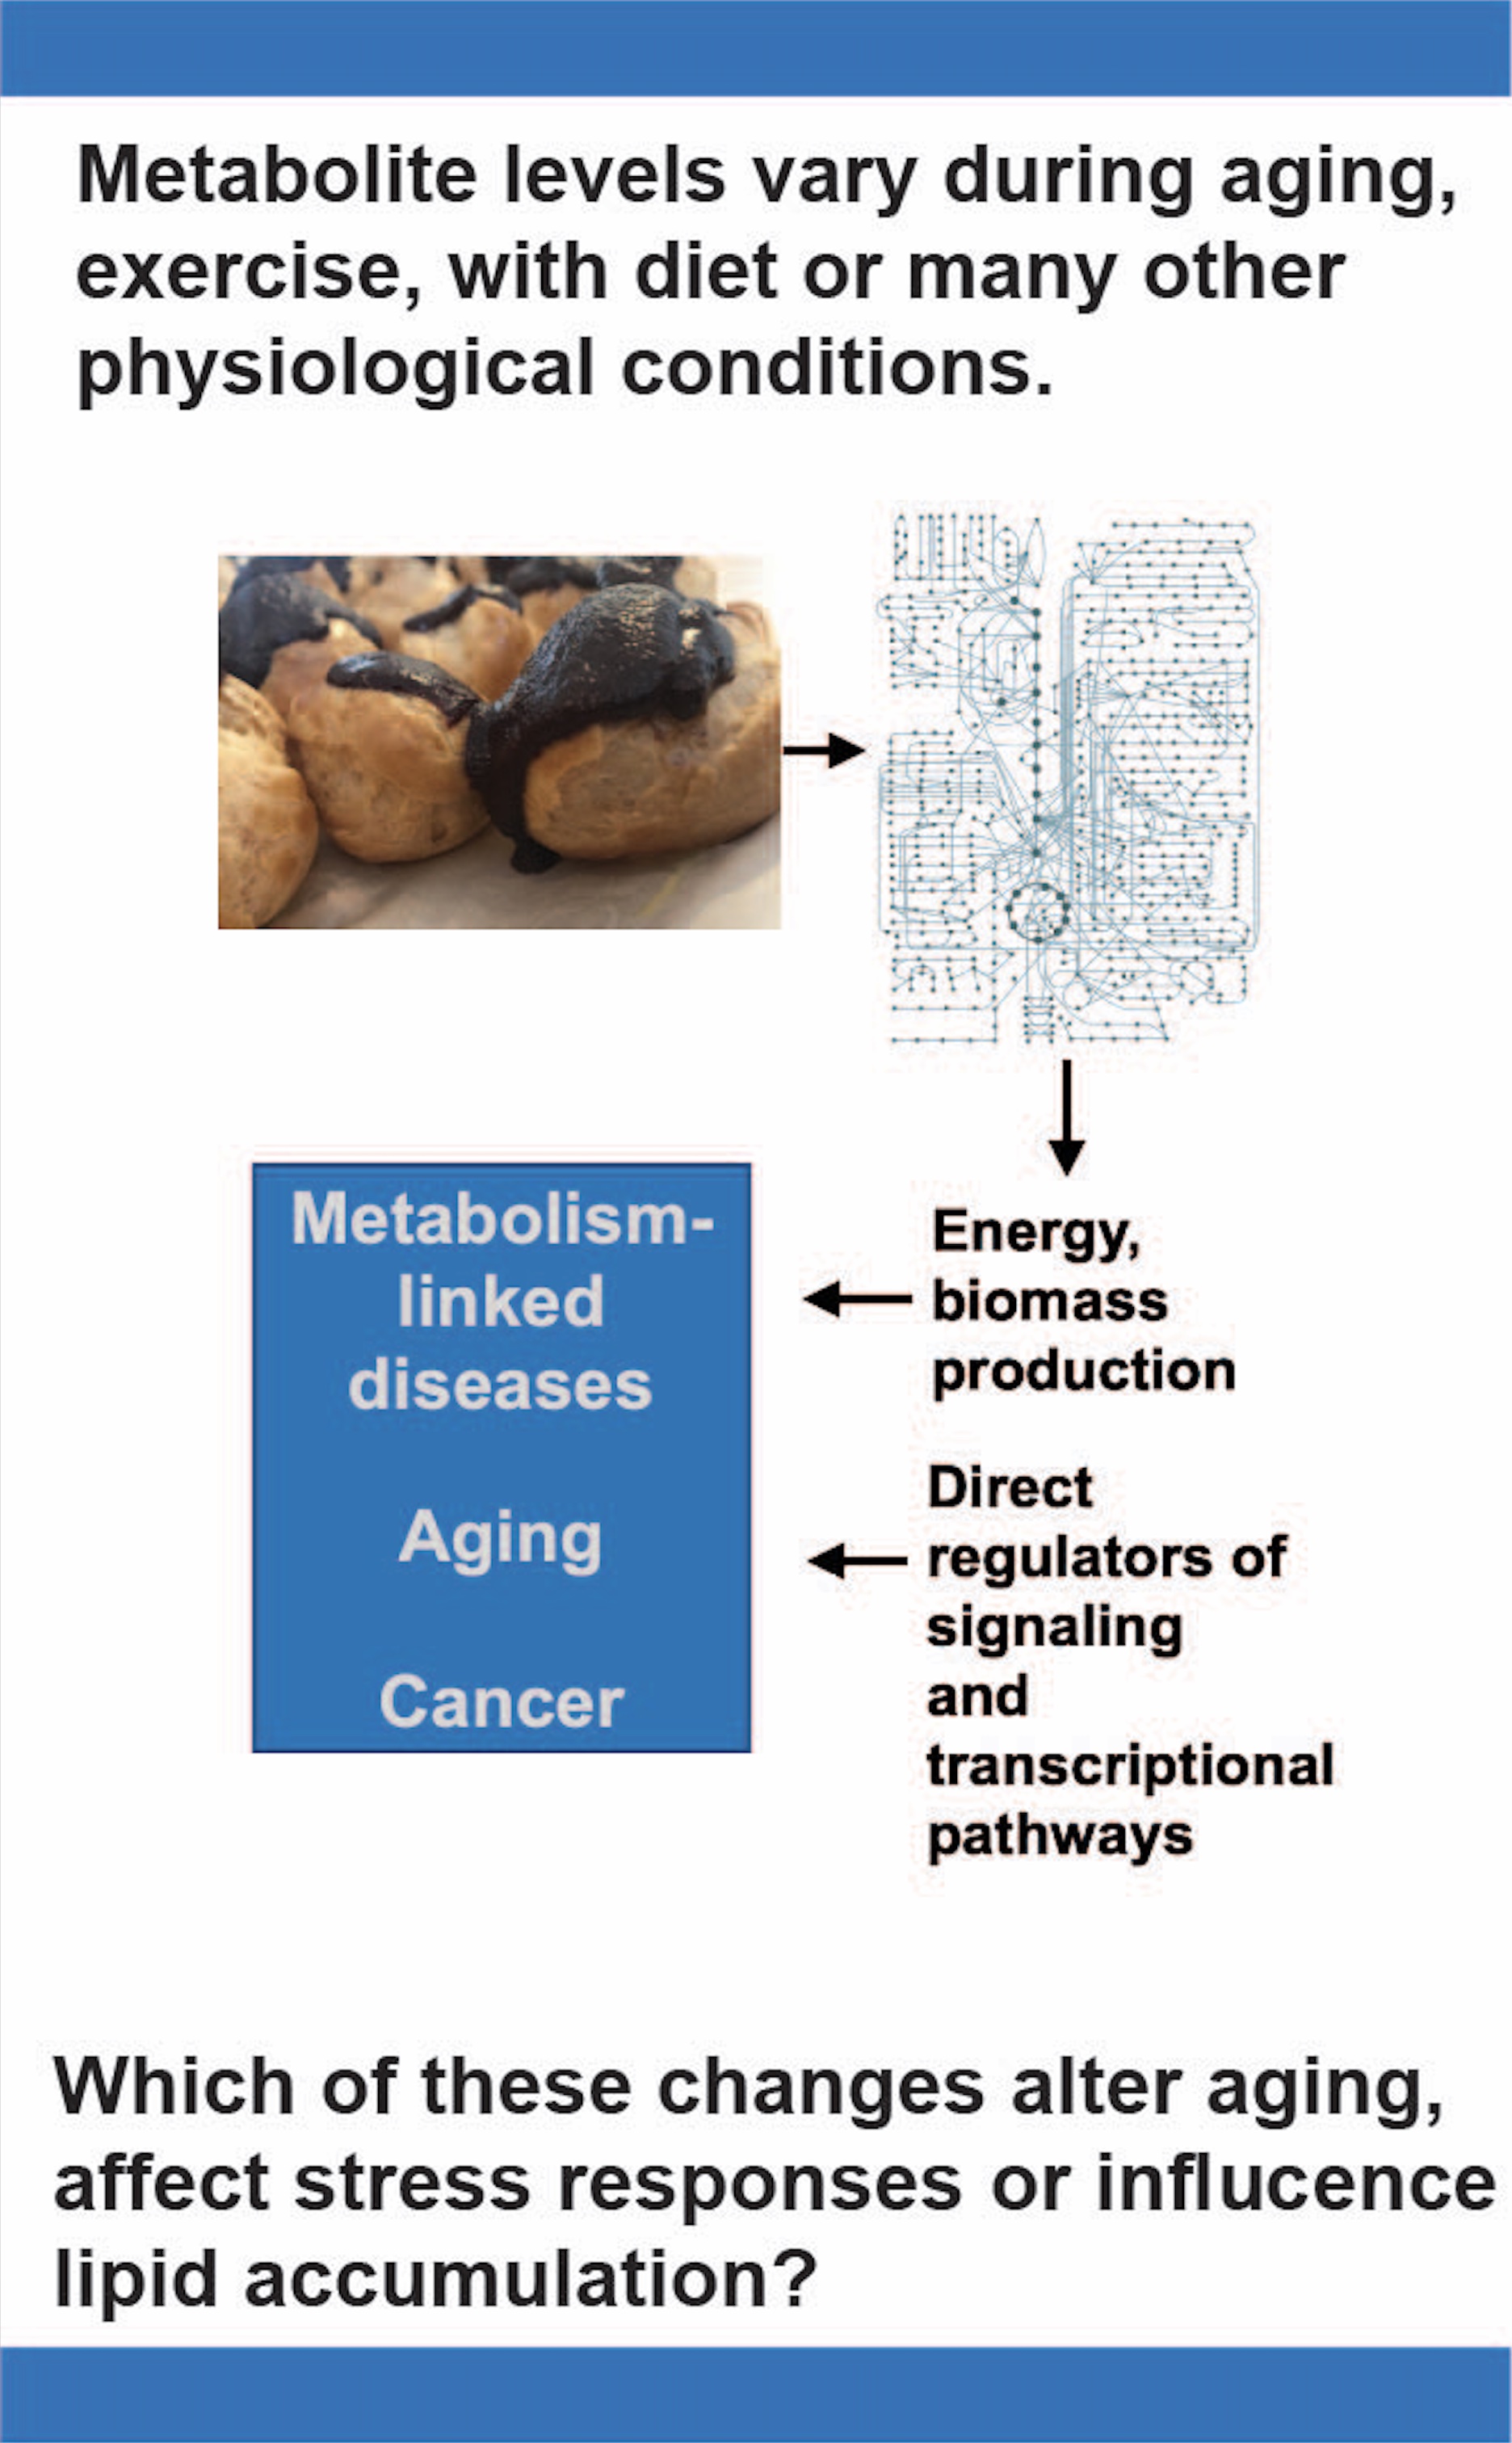 Metabolite levels vary during aging,
exercise, with diet or many other
physiological conditions.
Metabolism-
linked
diseases
Aging
Cancer
Energy,
biomass
production
Direct
regulators of
signaling
and
transcriptional
pathways
Which of these changes alter aging,
affect stress responses or influcence
lipid accumulation?